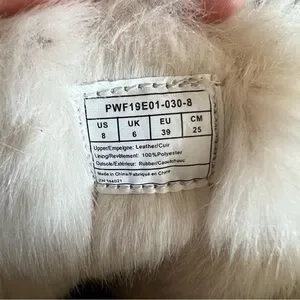 PWF19E01-030-8
US UK EU CM
8 6 39 25
Upper/Empeigne: Leather/Cuir
Lining/Revêtement: 100%Polyester
Outsole/Extérieur: Rubber/Caoutchouc
Made in China/Fabriqué en Chine